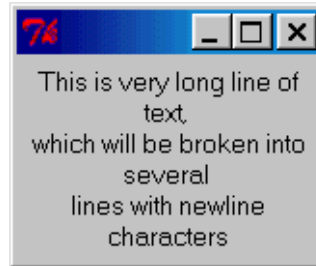 This is very long line of
text,
which will be broken into
several
lines with newline
characters